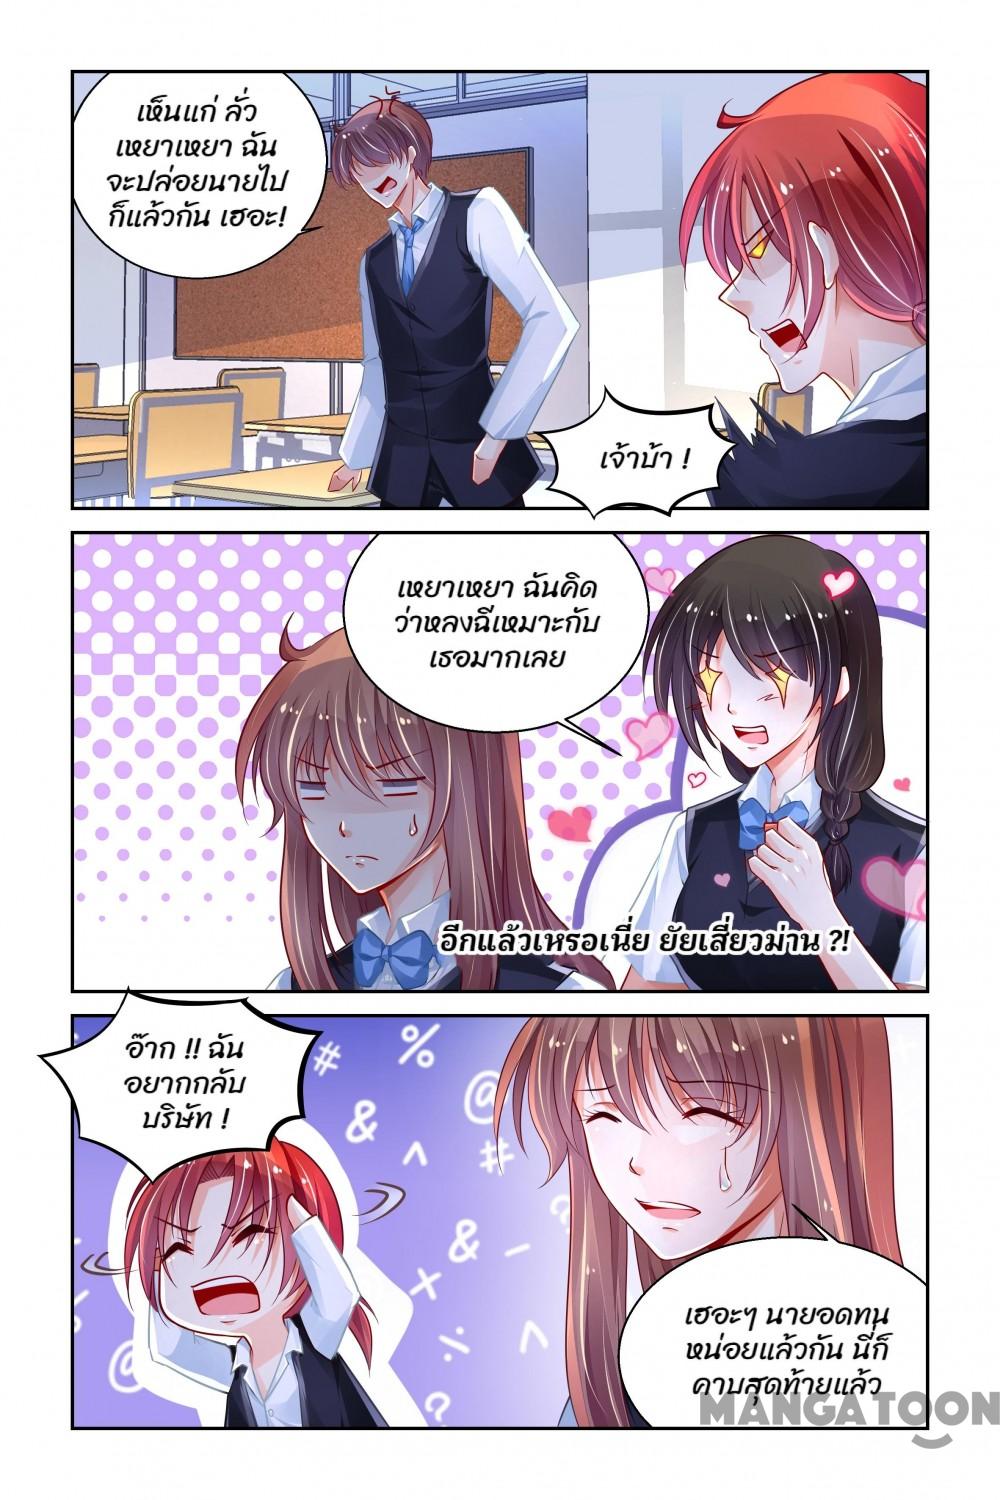 เห็นแก่ ลั่ว
เหยาเหยา ฉัน
จะปล่อยนายไป
ก็แล้วกัน เฮอะ!
เจ้าบ้า !
เหยาเหยา ฉันคิด
ว่าหลงฉีเหมาะกับ
เธอมากเลย
อีกแล้วเหรอเนี่ย ยัยเสี่ยวม่าน ?!
อ๊าก !! ฉัน
อยากกลับ
บริษัท !
เฮอะๆ นายอดทน
หน่อยแล้วกัน นี่ก็
คาบสุดท้ายแล้ว
MANGATOON